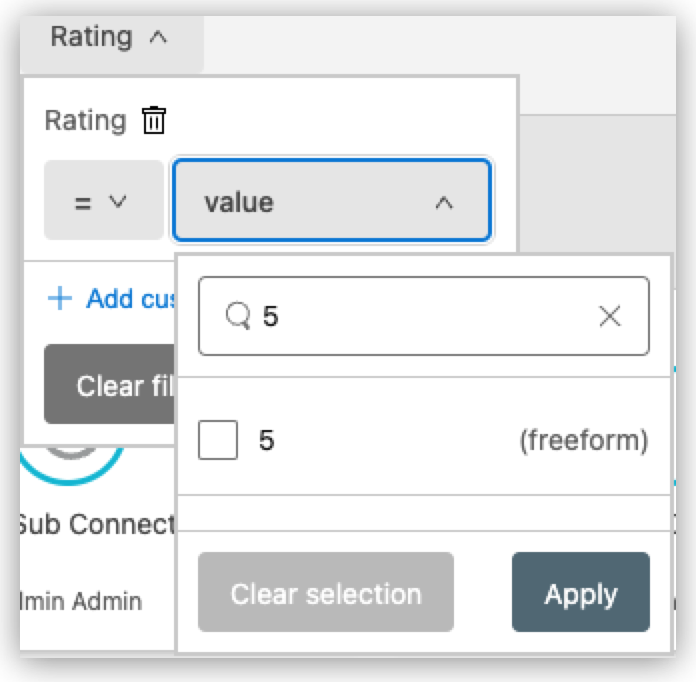 Rating
Rating
= value
+ Add cus
5
Clear fil
5 (freeform)
Sub Connect
lmin Admin
Clear selection Apply